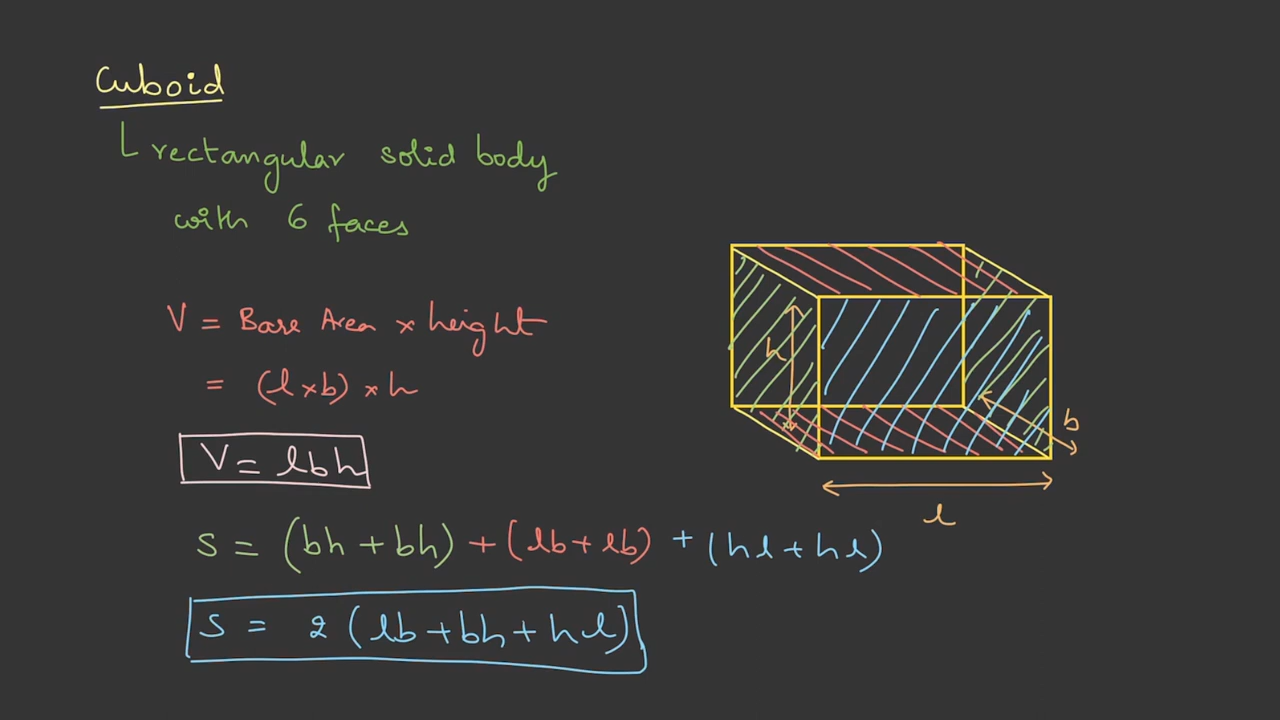 Cuboid
rectangular solid body
with 6 faces
V = Base Area × height
= (l × b) × h
V = lbh
S = (bh + bh) + (lb + lb) + (hl + hl)
S = 2 (lb + bh + hl)
h
b
l